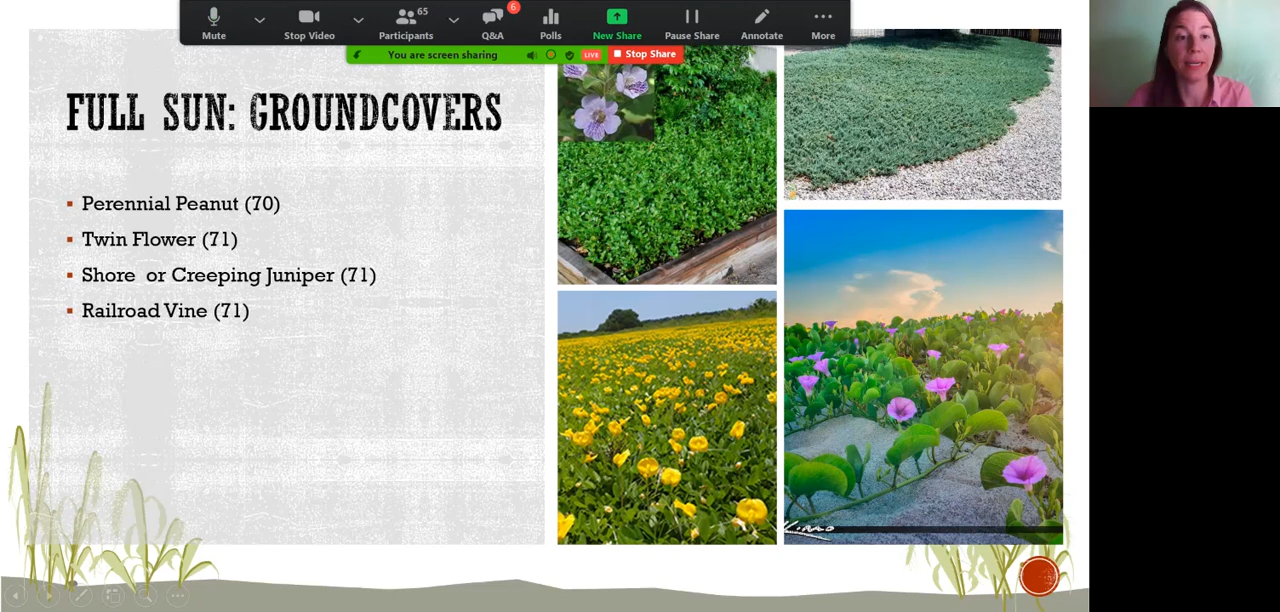 65
6
Mute
Stop Video
Participants
Q&A
Polls
New Share
Pause Share
Annotate
More
You are screen sharing
LIVE
Stop Share
FULL SUN: GROUNDCOVERS
Perennial Peanut (70)
Twin Flower (71)
Shore or Creeping Juniper (71)
Railroad Vine (71)